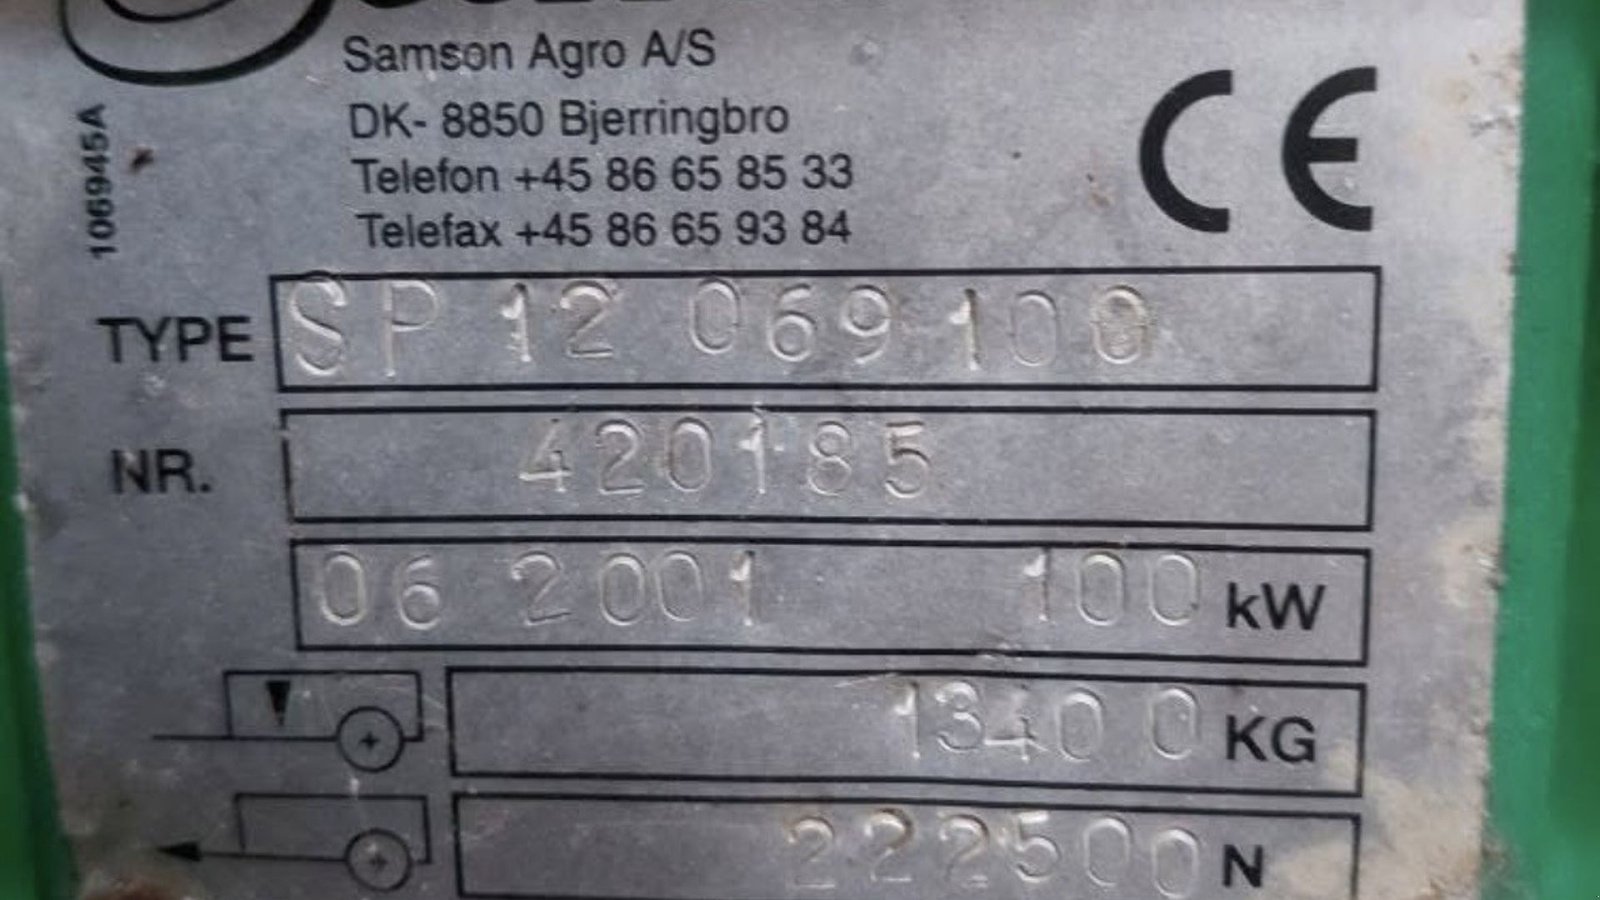 Samson Agro A/S
DK- 8850 Bjerringbro
Telefon +45 86 65 85 33
Telefax +45 86 65 93 84
106945A
CE
TYPE SP 12 069 100
NR. 420185
06 2001 100 kW
13400 KG
222500 N